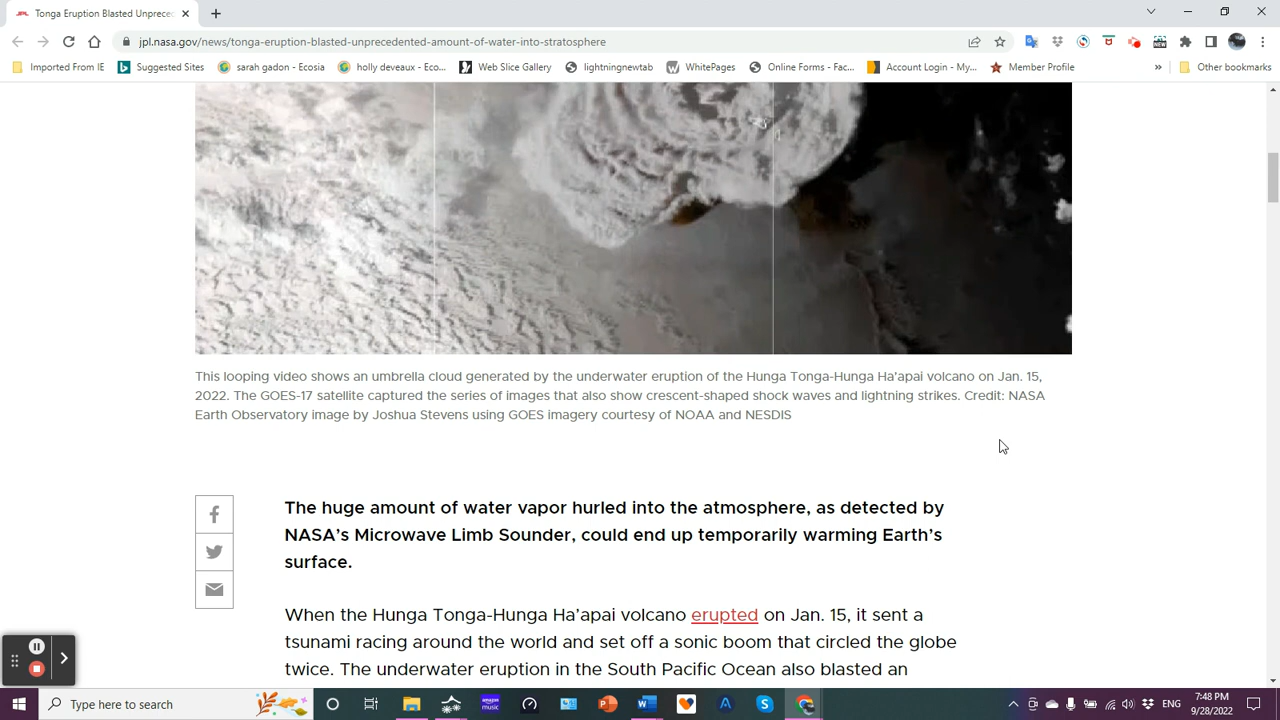 Tonga Eruption Blasted Unprecede
jpl.nasa.gov/news/tonga-eruption-blasted-unprecedented-amount-of-water-into-stratosphere
Imported From IE
Suggested Sites
sarah gadon - Ecosia
holly deveaux - Eco...
Web Slice Gallery
lightningnewtab
WhitePages
Online Forms - Fac...
Account Login - My...
Member Profile
»
Other bookmarks
This looping video shows an umbrella cloud generated by the underwater eruption of the Hunga Tonga-Hunga Ha'apai volcano on Jan. 15,
2022. The GOES-17 satellite captured the series of images that also show crescent-shaped shock waves and lightning strikes. Credit: NASA
Earth Observatory image by Joshua Stevens using GOES imagery courtesy of NOAA and NESDIS
The huge amount of water vapor hurled into the atmosphere, as detected by
NASA's Microwave Limb Sounder, could end up temporarily warming Earth's
surface.
When the Hunga Tonga-Hunga Ha'apai volcano erupted on Jan. 15, it sent a
tsunami racing around the world and set off a sonic boom that circled the globe
twice. The underwater eruption in the South Pacific Ocean also blasted an
Type here to search
amazon music
ENG
7:48 PM
9/28/2022